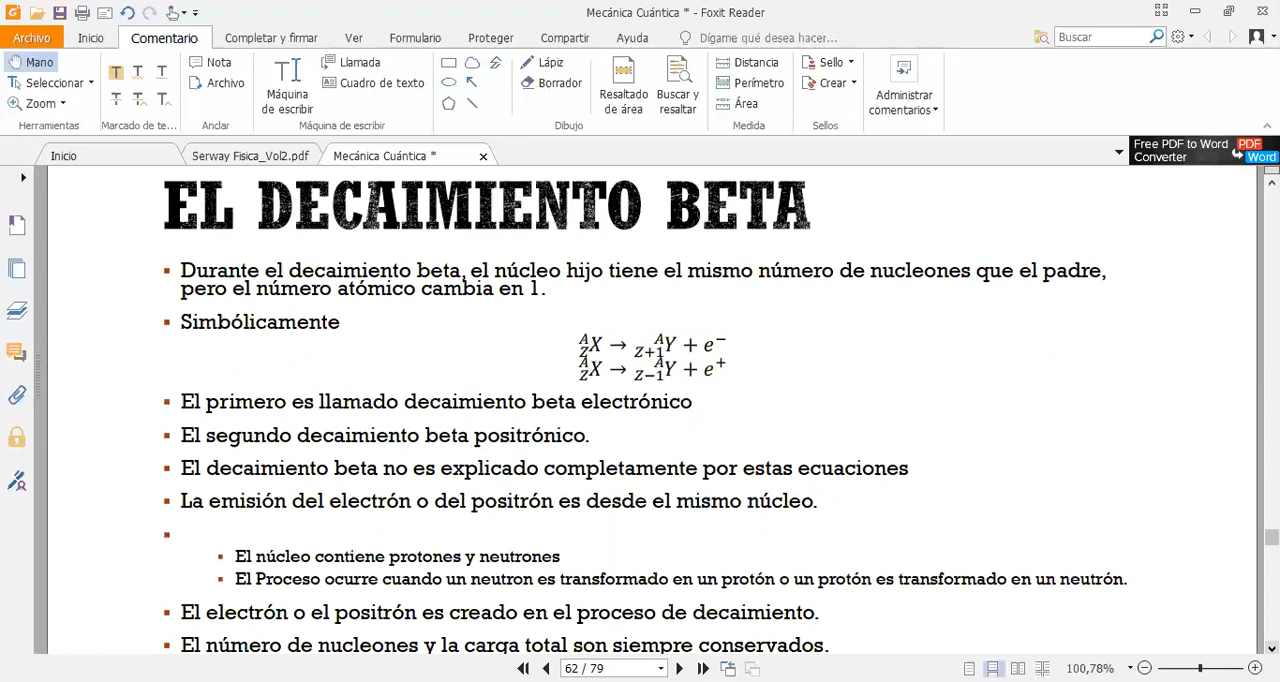 Mecánica Cuántica * - Foxit Reader
Archivo Inicio Comentario Completar y firmar Ver Formulario Proteger Compartir Ayuda Dígame qué desea hacer... Buscar
Mano Nota Llamada Lápiz Distancia Sello
Seleccionar Archivo Cuadro de texto Borrador Perímetro Crear
Zoom Máquina de escribir Resaltado de área Buscar y resaltar Área Administrar comentarios
Herramientas Marcado de te... Anclar Máquina de escribir Dibujo Medida Sellos
Inicio Serway Fisica_Vol2.pdf Mecánica Cuántica *
Free PDF to Word Converter PDF Word
EL DECAIMIENTO BETA
▪ Durante el decaimiento beta, el núcleo hijo tiene el mismo número de nucleones que el padre,
pero el número atómico cambia en 1.
▪ Simbólicamente
^A_Z X → ^A_{Z+1} Y + e^−
^A_Z X → ^A_{Z−1} Y + e^+
▪ El primero es llamado decaimiento beta electrónico
▪ El segundo decaimiento beta positrónico.
▪ El decaimiento beta no es explicado completamente por estas ecuaciones
▪ La emisión del electrón o del positrón es desde el mismo núcleo.
▪
▪ El núcleo contiene protones y neutrones
▪ El Proceso ocurre cuando un neutron es transformado en un protón o un protón es transformado en un neutrón.
▪ El electrón o el positrón es creado en el proceso de decaimiento.
▪ El número de nucleones y la carga total son siempre conservados.
62 / 79 100,78%